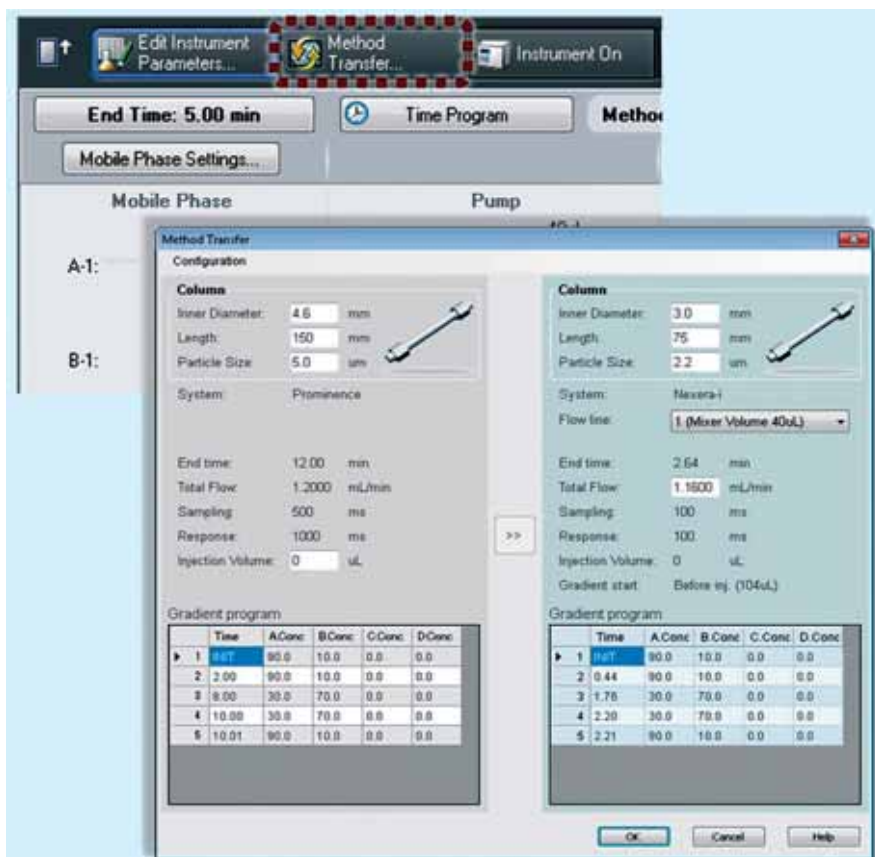 Edit Instrument Parameters...
Method Transfer...
Instrument On
End Time: 5.00 min
Time Program
Metho
Mobile Phase Settings...
Mobile Phase
Pump
A-1:
B-1:
Method Transfer
Configuration
Column
Inner Diameter: 4.6 mm
Length: 150 mm
Particle Size: 5.0 um
System: Prominence
End time: 12.00 min
Total Flow: 1.2000 mL/min
Sampling: 500 ms
Response: 1000 ms
Injection Volume: 0 uL
Gradient program
Time A.Conc B.Conc C.Conc D.Conc
1 INIT 90.0 10.0 0.0 0.0
2 2.00 90.0 10.0 0.0 0.0
3 8.00 30.0 70.0 0.0 0.0
4 10.00 30.0 70.0 0.0 0.0
5 10.01 90.0 10.0 0.0 0.0
>>
Column
Inner Diameter: 3.0 mm
Length: 75 mm
Particle Size: 2.2 um
System: Nexera-i
Flow line: 1 (Mixer Volume 40uL)
End time: 2.64 min
Total Flow: 1.1600 mL/min
Sampling: 100 ms
Response: 100 ms
Injection Volume: 0 uL
Gradient start: Before inj. (104uL)
Gradient program
Time A.Conc B.Conc C.Conc D.Conc
1 INIT 90.0 10.0 0.0 0.0
2 0.44 90.0 10.0 0.0 0.0
3 1.76 30.0 70.0 0.0 0.0
4 2.20 30.0 70.0 0.0 0.0
5 2.21 90.0 10.0 0.0 0.0
OK
Cancel
Help